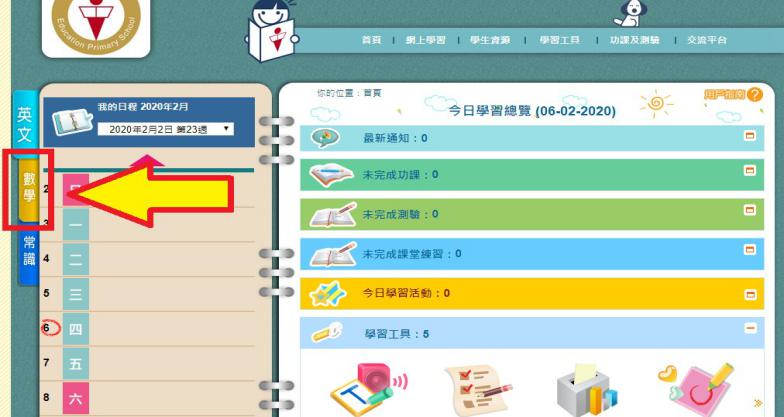 Education Primary School
首頁 | 網上學習 | 學生資源 | 學習工具 | 功課及測驗 | 交流平台
英文
數學
常識
我的日程 2020年2月
2020年2月2日 第23週
2
3 一
4 二
5 三
6 四
7 五
8 六
你的位置：首頁
用戶指南 ?
今日學習總覽 (06-02-2020)
最新通知：0
未完成功課：0
未完成測驗：0
未完成課堂練習：0
今日學習活動：0
學習工具：5
T
»